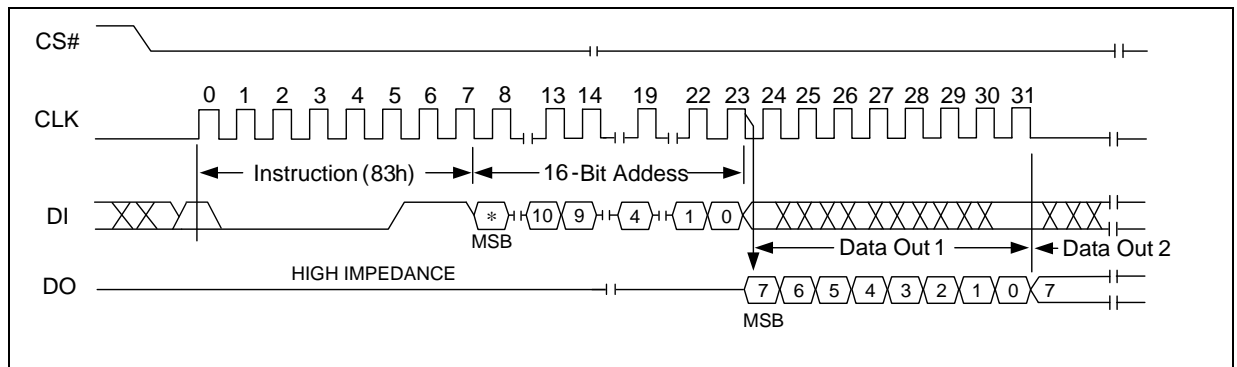 CS#
0 1 2 3 4 5 6 7 8 13 14 19 22 23 24 25 26 27 28 29 30 31
CLK
Instruction (83h) 16-Bit Addess
DI * 10 9 4 1 0
MSB
Data Out 1 Data Out 2
HIGH IMPEDANCE
DO 7 6 5 4 3 2 1 0 7
MSB